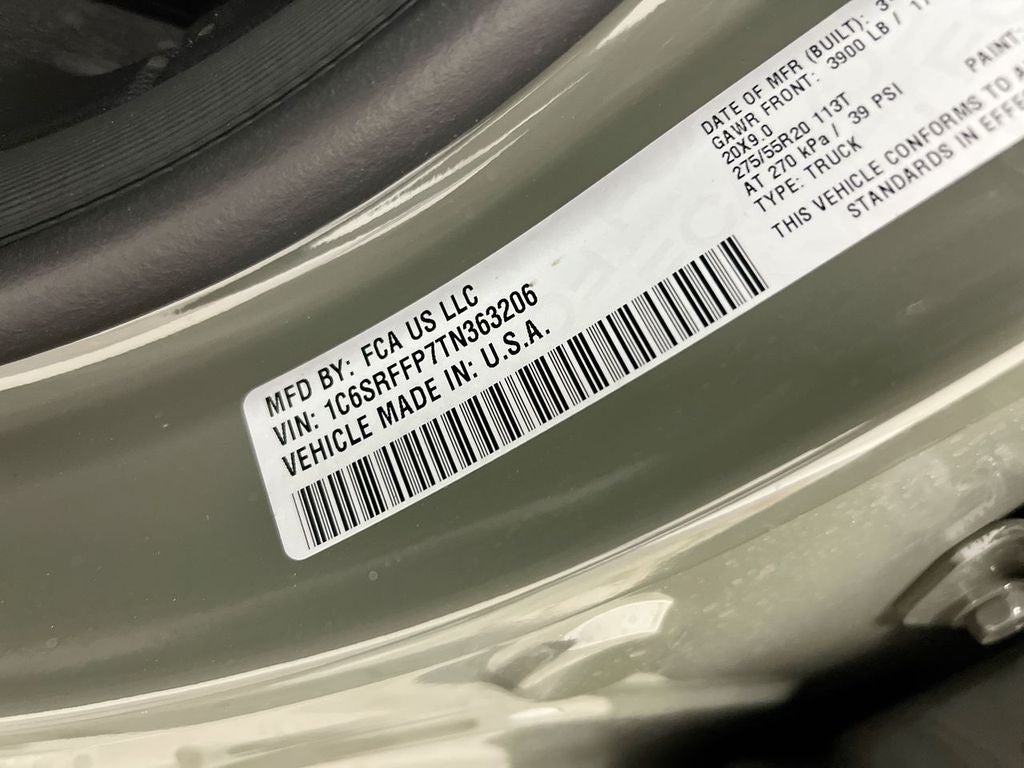 MFD BY: FCA US LLC
VIN: 1C6SRFFP7TN363206
VEHICLE MADE IN: U.S.A.
DATE OF MFR (BUILT):
GAWR FRONT: 3900 LB /
20X9.0
275/55R20 113T
AT 270 kPa / 39 PSI
TYPE: TRUCK PAINT:
THIS VEHICLE CONFORMS TO
STANDARDS IN